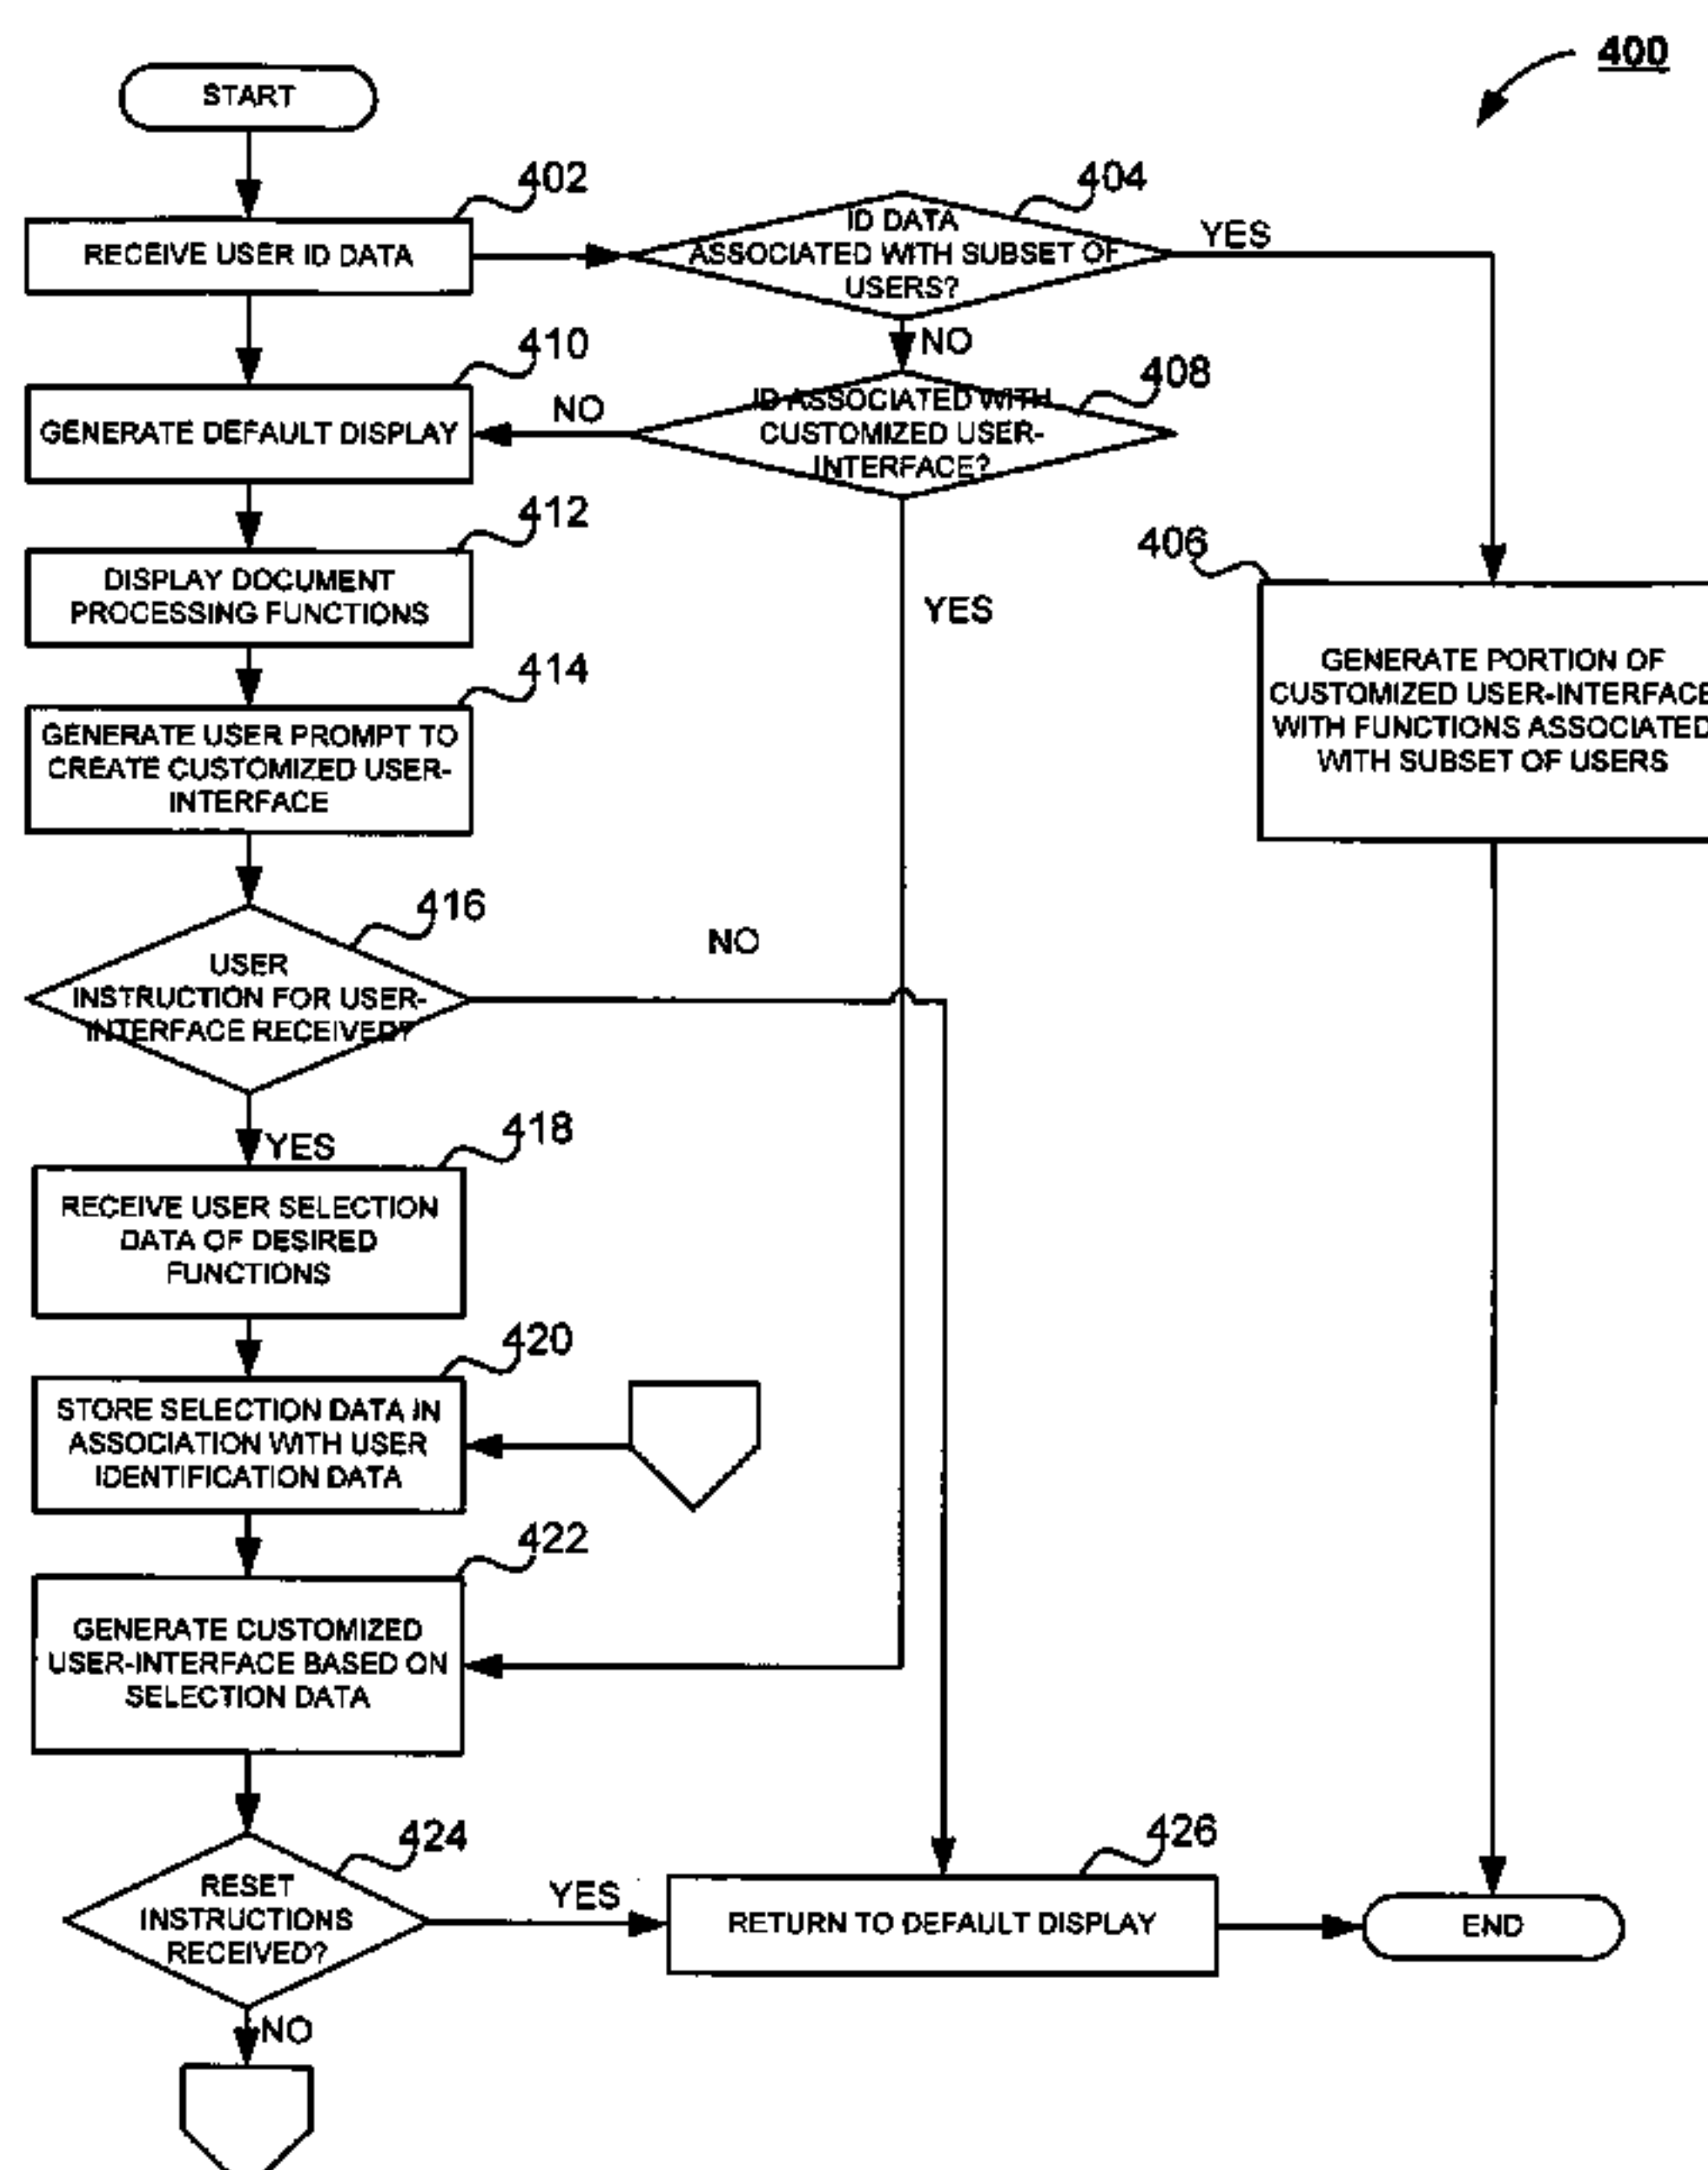 400
START
402
RECEIVE USER ID DATA
404
ID DATA
ASSOCIATED WITH SUBSET OF
USERS?
YES
NO
410
GENERATE DEFAULT DISPLAY
NO
408
ID ASSOCIATED WITH
CUSTOMIZED USER-
INTERFACE?
YES
412
DISPLAY DOCUMENT
PROCESSING FUNCTIONS
406
GENERATE PORTION OF
CUSTOMIZED USER-INTERFACE
WITH FUNCTIONS ASSOCIATED
WITH SUBSET OF USERS
414
GENERATE USER PROMPT TO
CREATE CUSTOMIZED USER-
INTERFACE
416
USER
INSTRUCTION FOR USER-
INTERFACE RECEIVED?
NO
YES
418
RECEIVE USER SELECTION
DATA OF DESIRED
FUNCTIONS
420
STORE SELECTION DATA IN
ASSOCIATION WITH USER
IDENTIFICATION DATA
422
GENERATE CUSTOMIZED
USER-INTERFACE BASED ON
SELECTION DATA
424
RESET
INSTRUCTIONS
RECEIVED?
YES
NO
426
RETURN TO DEFAULT DISPLAY
END